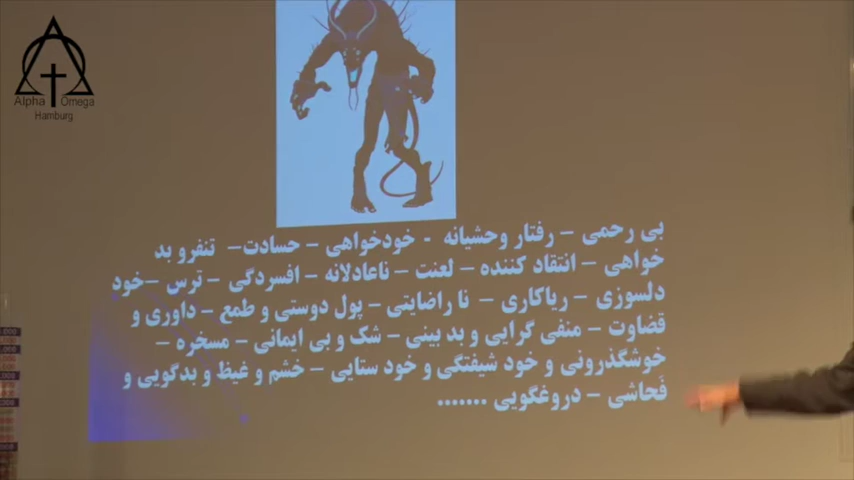 Alpha Omega
Hamburg
بی رحمی – رفتار وحشیانه - خودخواهی – حسادت– تنفرو بد
خواهی – انتقاد کننده – لعنت – ناعادلانه – افسردگی – ترس –خود
دلسوزی – ریاکاری – نا راضایتی – پول دوستی و طمع – داوری و
قضاوت – منفی گرایی و بد بینی – شک و بی ایمانی – مسخره –
خوشگذرونی و خود شیفتگی و خود ستایی – خشم و غیظ و بدگویی و
فَحاشی – دروغگویی .......